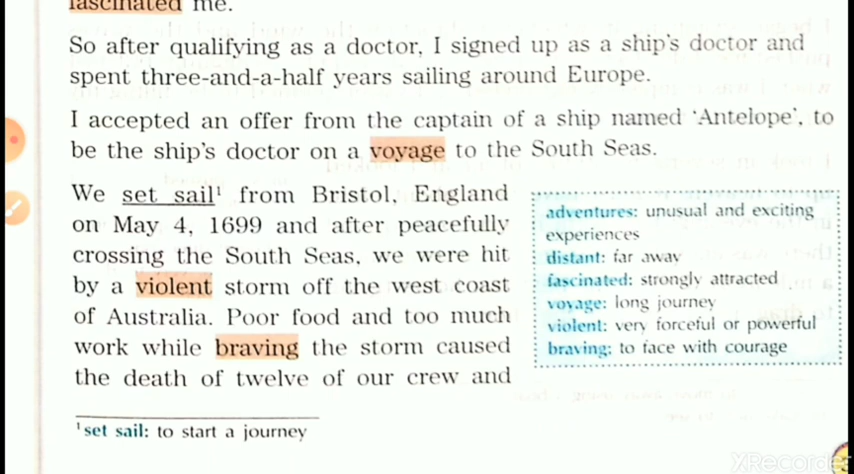 fascinated me.
So after qualifying as a doctor, I signed up as a ship's doctor and
spent three-and-a-half years sailing around Europe.
I accepted an offer from the captain of a ship named 'Antelope', to
be the ship's doctor on a voyage to the South Seas.
We set sail¹ from Bristol, England
on May 4, 1699 and after peacefully
crossing the South Seas, we were hit
by a violent storm off the west coast
of Australia. Poor food and too much
work while braving the storm caused
the death of twelve of our crew and
adventures: unusual and exciting
experiences
distant: far away
fascinated: strongly attracted
voyage: long journey
violent: very forceful or powerful
braving: to face with courage
¹set sail: to start a journey
XRecorder